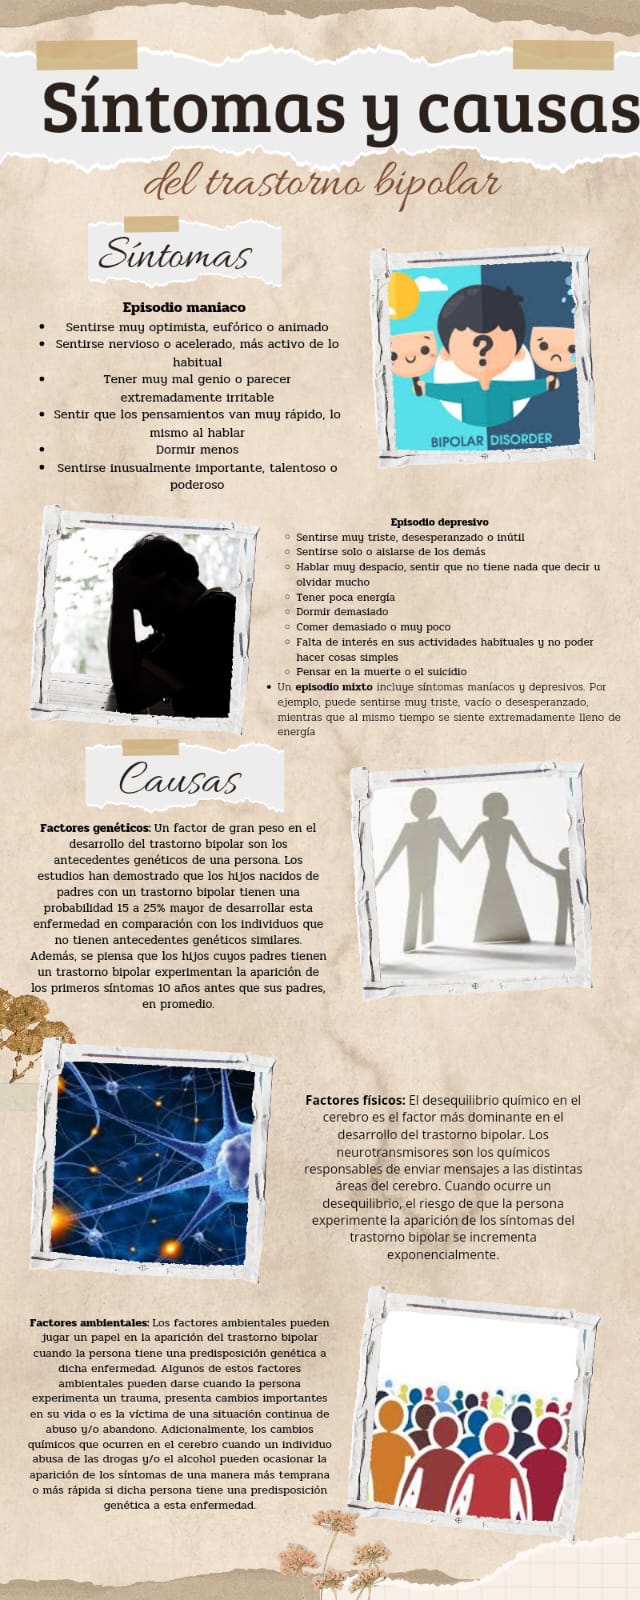 Síntomas y causas
del trastorno bipolar
Síntomas
Episodio maniaco
Sentirse muy optimista, eufórico o animado
Sentirse nervioso o acelerado, más activo de lo
habitual
Tener muy mal genio o parecer
extremadamente irritable
Sentir que los pensamientos van muy rápido, lo
mismo al hablar
Dormir menos
Sentirse inusualmente importante, talentoso o
poderoso
?
BIPOLAR DISORDER
Episodio depresivo
Sentirse muy triste, desesperanzado o inútil
Sentirse solo o aislarse de los demás
Hablar muy despacio, sentir que no tiene nada que decir u
olvidar mucho
Tener poca energía
Dormir demasiado
Comer demasiado o muy poco
Falta de interés en sus actividades habituales y no poder
hacer cosas simples
Pensar en la muerte o el suicidio
Un episodio mixto incluye síntomas maníacos y depresivos. Por
ejemplo, puede sentirse muy triste, vacío o desesperanzado,
mientras que al mismo tiempo se siente extremadamente lleno de
energía
Causas
Factores genéticos: Un factor de gran peso en el
desarrollo del trastorno bipolar son los
antecedentes genéticos de una persona. Los
estudios han demostrado que los hijos nacidos de
padres con un trastorno bipolar tienen una
probabilidad 15 a 25% mayor de desarrollar esta
enfermedad en comparación con los individuos que
no tienen antecedentes genéticos similares.
Además, se piensa que los hijos cuyos padres tienen
un trastorno bipolar experimentan la aparición de
los primeros síntomas 10 años antes que sus padres,
en promedio.
Factores físicos: El desequilibrio químico en el
cerebro es el factor más dominante en el
desarrollo del trastorno bipolar. Los
neurotransmisores son los químicos
responsables de enviar mensajes a las distintas
áreas del cerebro. Cuando ocurre un
desequilibrio, el riesgo de que la persona
experimente la aparición de los síntomas del
trastorno bipolar se incrementa
exponencialmente.
Factores ambientales: Los factores ambientales pueden
jugar un papel en la aparición del trastorno bipolar
cuando la persona tiene una predisposición genética a
dicha enfermedad. Algunos de estos factores
ambientales pueden darse cuando la persona
experimenta un trauma, presenta cambios importantes
en su vida o es la víctima de una situación continua de
abuso y/o abandono. Adicionalmente, los cambios
químicos que ocurren en el cerebro cuando un individuo
abusa de las drogas y/o el alcohol pueden ocasionar la
aparición de los síntomas de una manera más temprana
o más rápida si dicha persona tiene una predisposición
genética a esta enfermedad.